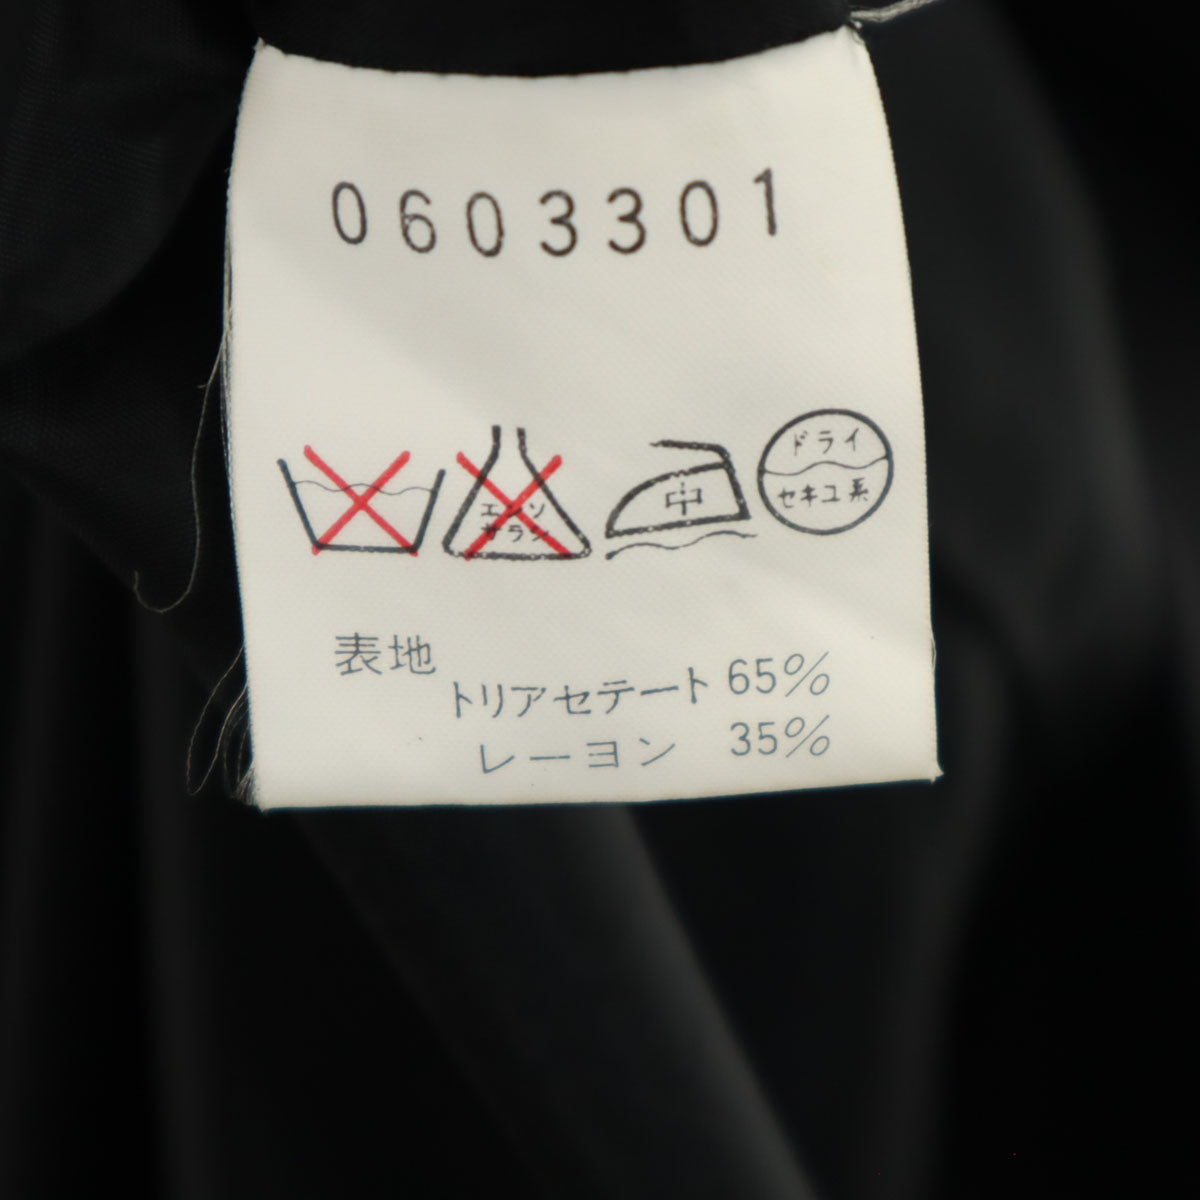 0603301
ドライ
セキユ系
エンソ
サラシ
中
表地
トリアセテート 65%
レーヨン 35%